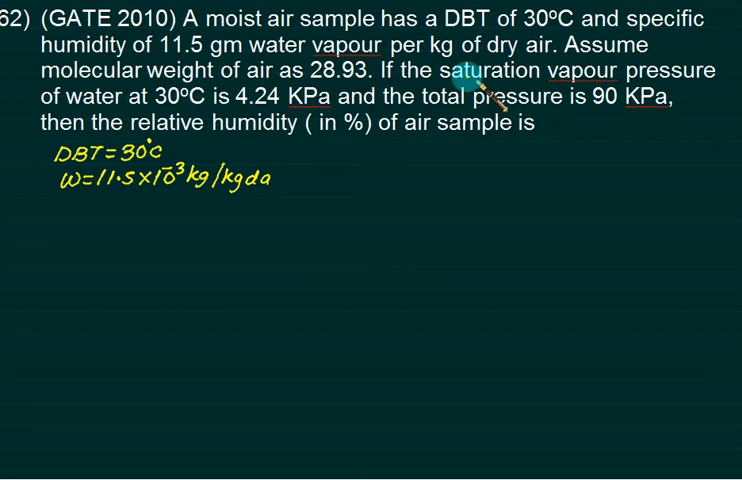 62) (GATE 2010) A moist air sample has a DBT of 30ºC and specific
humidity of 11.5 gm water vapour per kg of dry air. Assume
molecular weight of air as 28.93. If the saturation vapour pressure
of water at 30ºC is 4.24 KPa and the total pressure is 90 KPa,
then the relative humidity ( in %) of air sample is
DBT = 30°C
ω = 11.5 × 10⁻³ kg/kgda